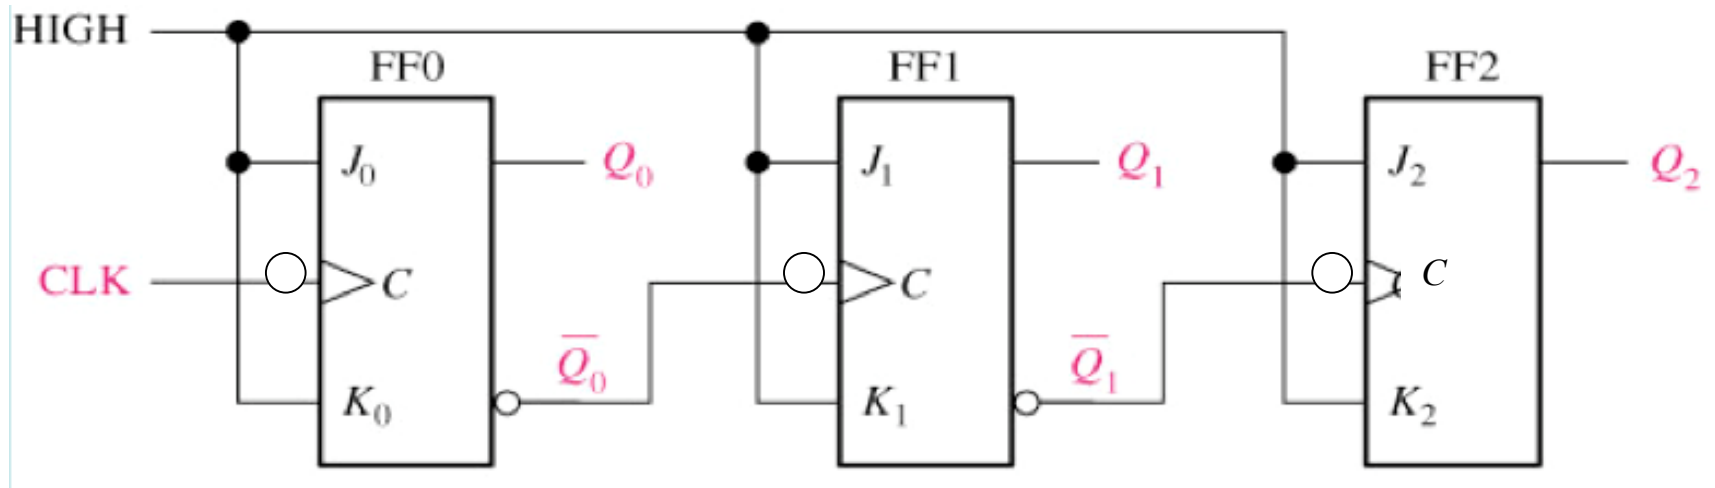 HIGH
FF0 FF1 FF2
J₀ Q₀ J₁ Q₁ J₂ Q₂
CLK C C C
Q̅₀ Q̅₁
K₀ K₁ K₂